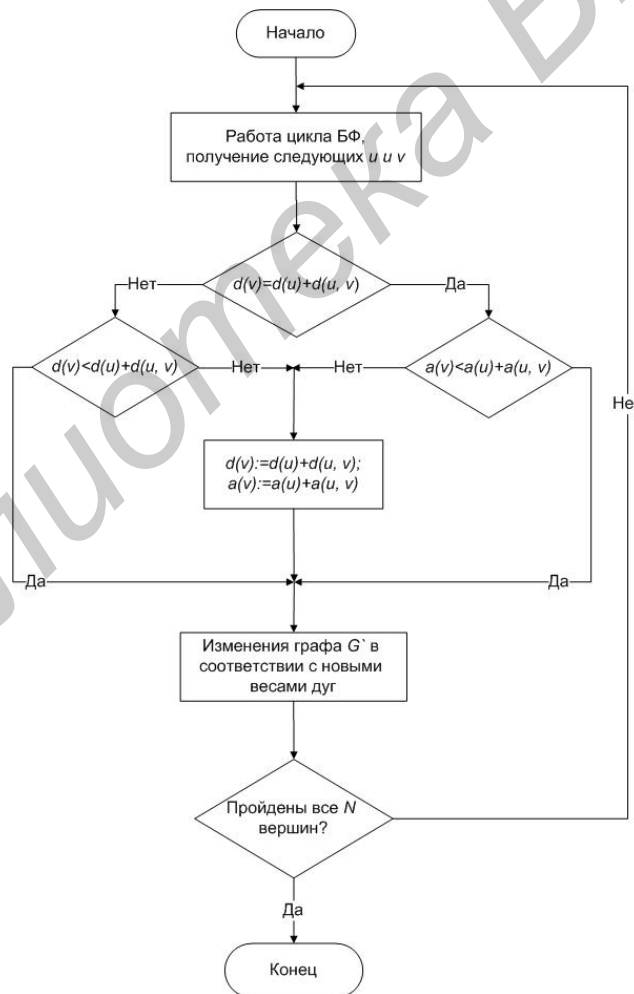 Начало
Работа цикла БФ,
получение следующих u и v
d(v)=d(u)+d(u, v)
Нет
Да
d(v)<d(u)+d(u, v)
Нет
Нет
a(v)<a(u)+a(u, v)
Не
d(v):=d(u)+d(u, v);
a(v):=a(u)+a(u, v)
Да
Да
Изменения графа G` в
соответствии с новыми
весами дуг
Пройдены все N
вершин?
Да
Конец
лиотека Б